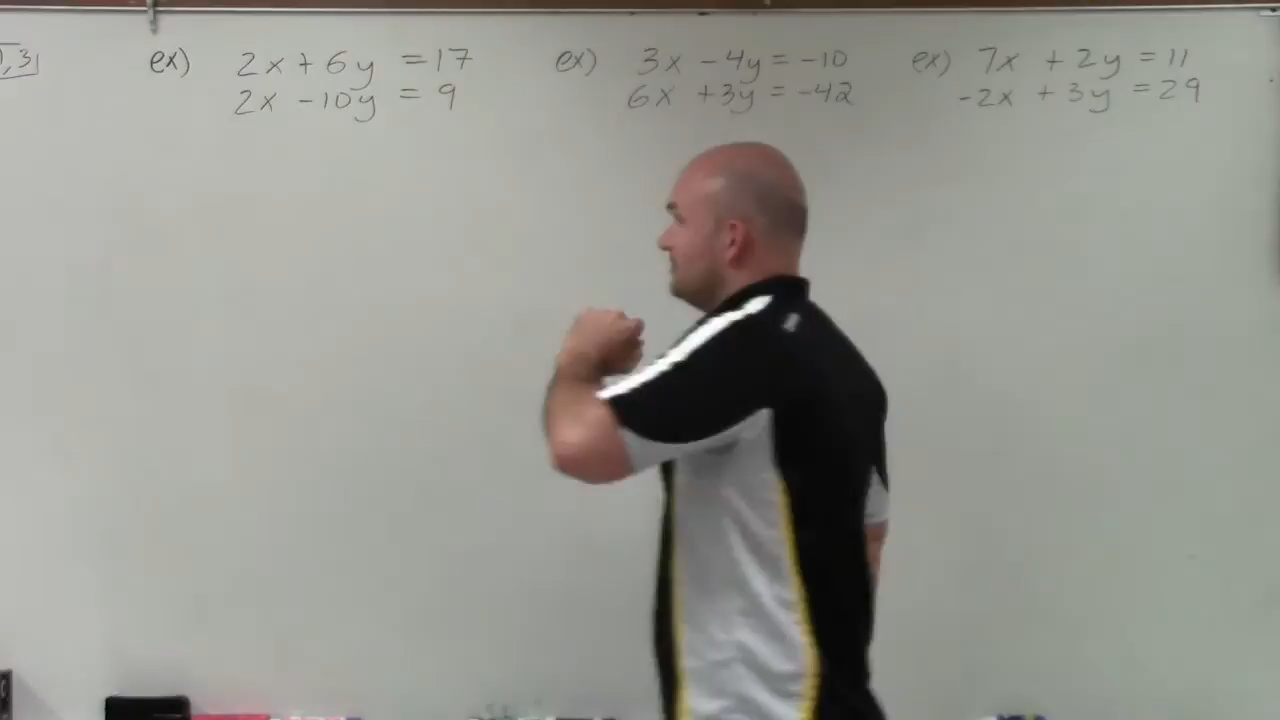 ,3)
ex) 2x + 6y = 17
2x - 10y = 9
ex) 3x - 4y = -10
6x + 3y = -42
ex) 7x + 2y = 11
-2x + 3y = 29